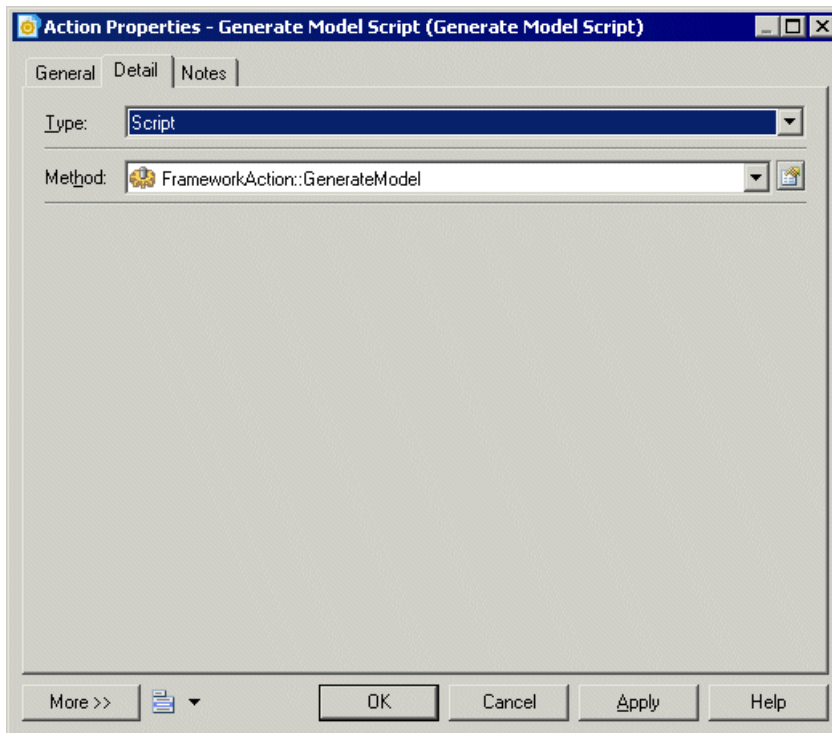 Action Properties - Generate Model Script (Generate Model Script)
General Detail Notes
Type: Script
Method: FrameworkAction::GenerateModel
More >> OK Cancel Apply Help